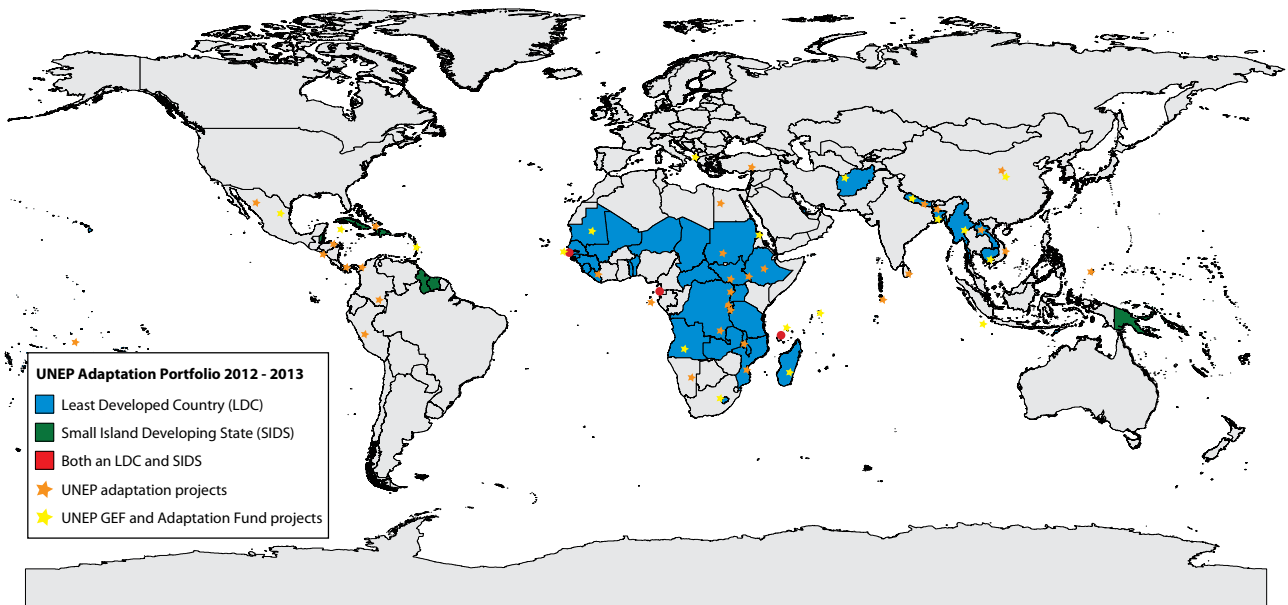 UNEP Adaptation Portfolio 2012 - 2013
Least Developed Country (LDC)
Small Island Developing State (SIDS)
Both an LDC and SIDS
UNEP adaptation projects
UNEP GEF and Adaptation Fund projects